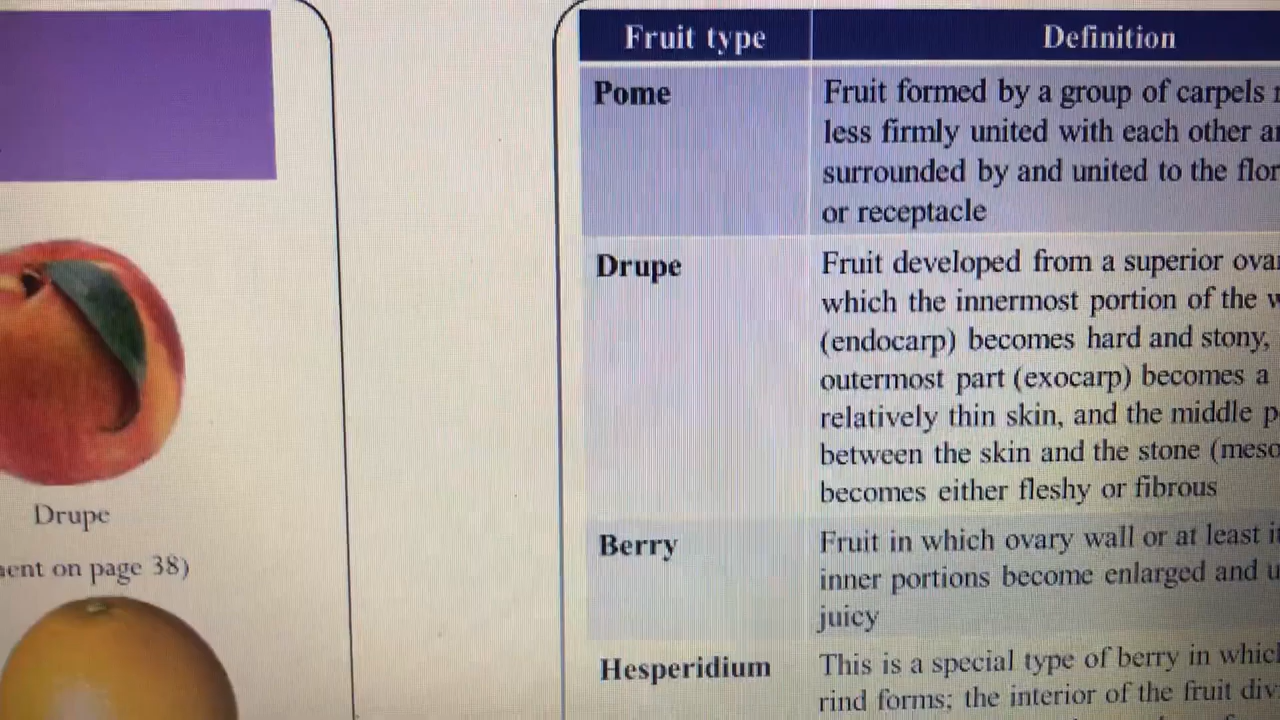 Drupe
on page 38)
Fruit type Definition
Pome Fruit formed by a group of carpels
less firmly united with each other
surrounded by and united to the
or receptacle
Drupe Fruit developed from a superior
which the innermost portion of the
(endocarp) becomes hard and stony,
outermost part (exocarp) becomes a
relatively thin skin, and the middle
between the skin and the stone
becomes either fleshy or fibrous
Berry Fruit in which ovary wall or at least
inner portions become enlarged and
juicy
Hesperidium This is a special type of berry in
rind forms; the interior of the fruit